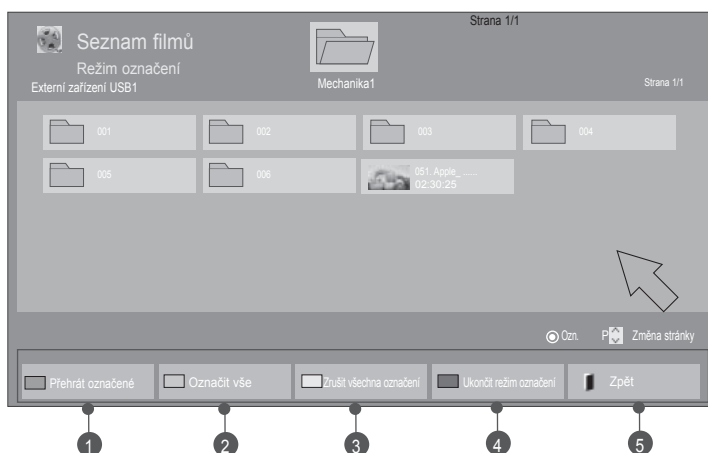 Strana 1/1
Seznam filmů
Režim označení
Externí zařízení USB1
Mechanika1
Strana 1/1
001
002
003
004
005
006
051. Apple_ ......
02:30:25
Ozn.
P
Změna stránky
Přehrát označené
Označit vše
Zrušit všechna označení
Ukončit režim označení
Zpět
1
2
3
4
5